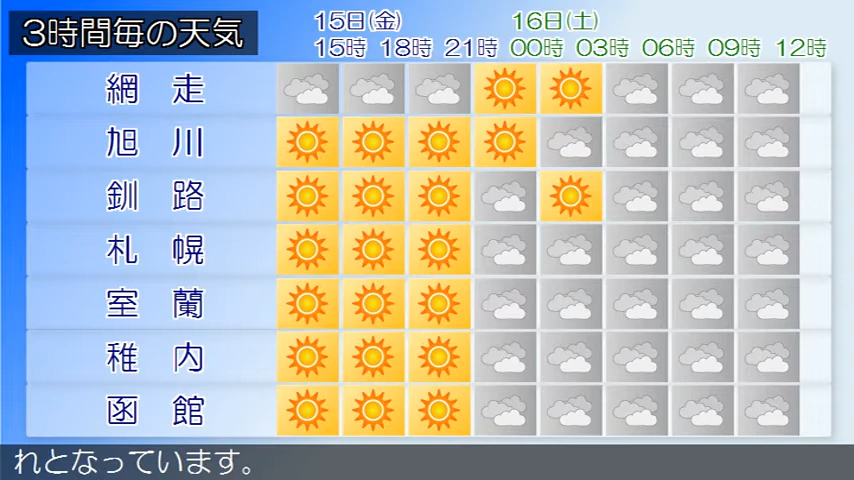 3時間毎の天気
15日(金) 16日(土)
15時 18時 21時 00時 03時 06時 09時 12時
網 走
旭 川
釧 路
札 幌
室 蘭
稚 内
函 館
れとなっています。